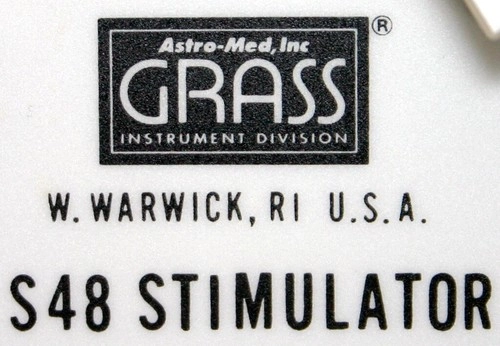 Astro-Med, Inc ®
GRASS
INSTRUMENT DIVISION
W. WARWICK, RI U.S.A.
S48 STIMULATOR